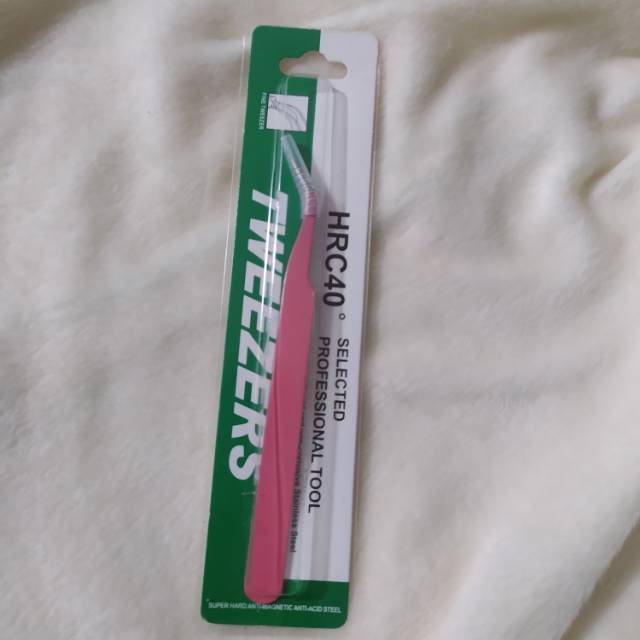 FINE TWEEZER
TWEEZERS
HRC40°
SELECTED
PROFESSIONAL TOOL
Stainless Steel
SUPER HARD ANTI-MAGNETIC ANTI-ACID STEEL